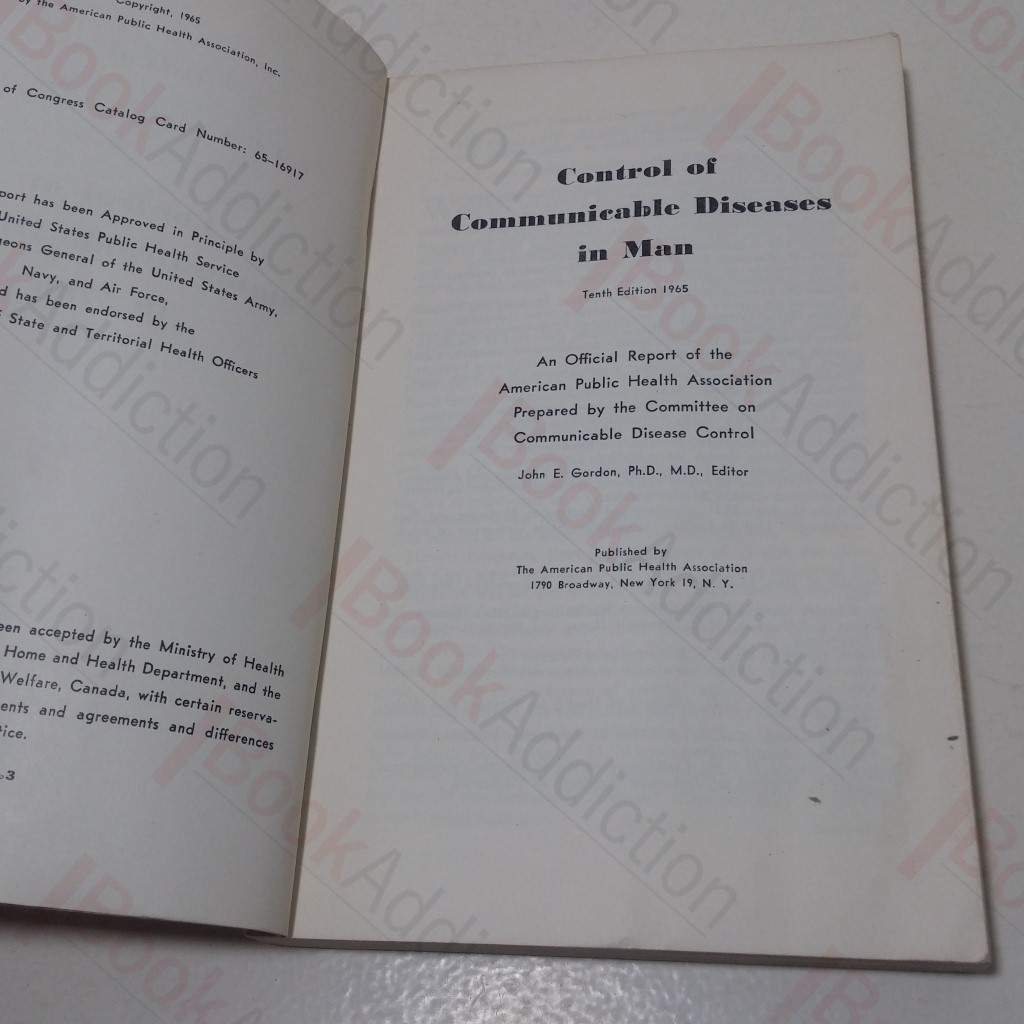 Copyright, 1965
by the American Public Health Association, Inc.
of Congress Catalog Card Number: 65-16917
has been Approved in Principle by
United States Public Health Service
General of the United States Army,
Navy, and Air Force,
has been endorsed by the
State and Territorial Health Officers
accepted by the Ministry of Health
Home and Health Department, and the
Welfare, Canada, with certain reserva-
and agreements and differences
3
Control of
Communicable Diseases
in Man
Tenth Edition 1965
An Official Report of the
American Public Health Association
Prepared by the Committee on
Communicable Disease Control
John E. Gordon, Ph.D., M.D., Editor
Published by
The American Public Health Association
1790 Broadway, New York 19, N. Y.
BookAddiction